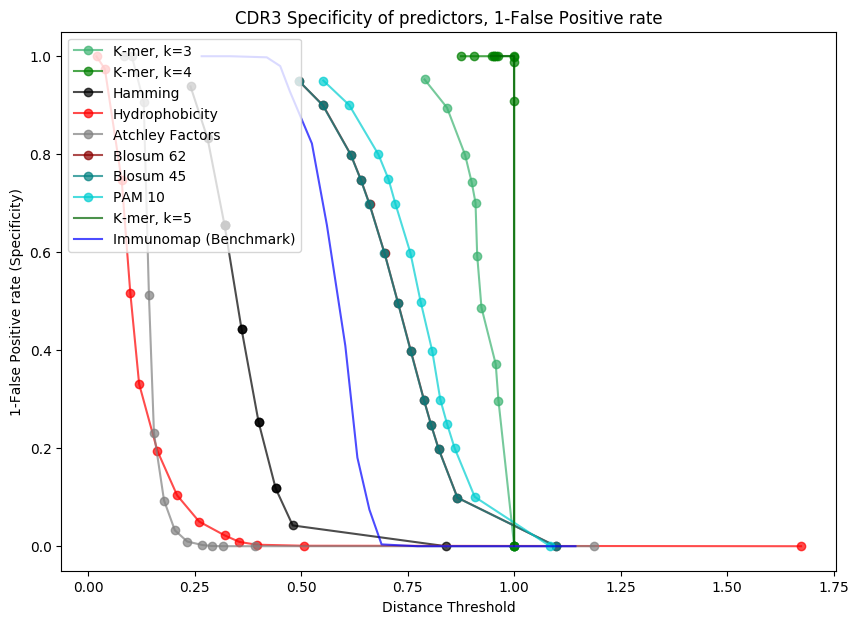 CDR3 Specificity of predictors, 1-False Positive rate
1-False Positive rate (Specificity)
1.0
0.8
0.6
0.4
0.2
0.0
K-mer, k=3
K-mer, k=4
Hamming
Hydrophobicity
Atchley Factors
Blosum 62
Blosum 45
PAM 10
K-mer, k=5
Immunomap (Benchmark)
0.00 0.25 0.50 0.75 1.00 1.25 1.50 1.75
Distance Threshold